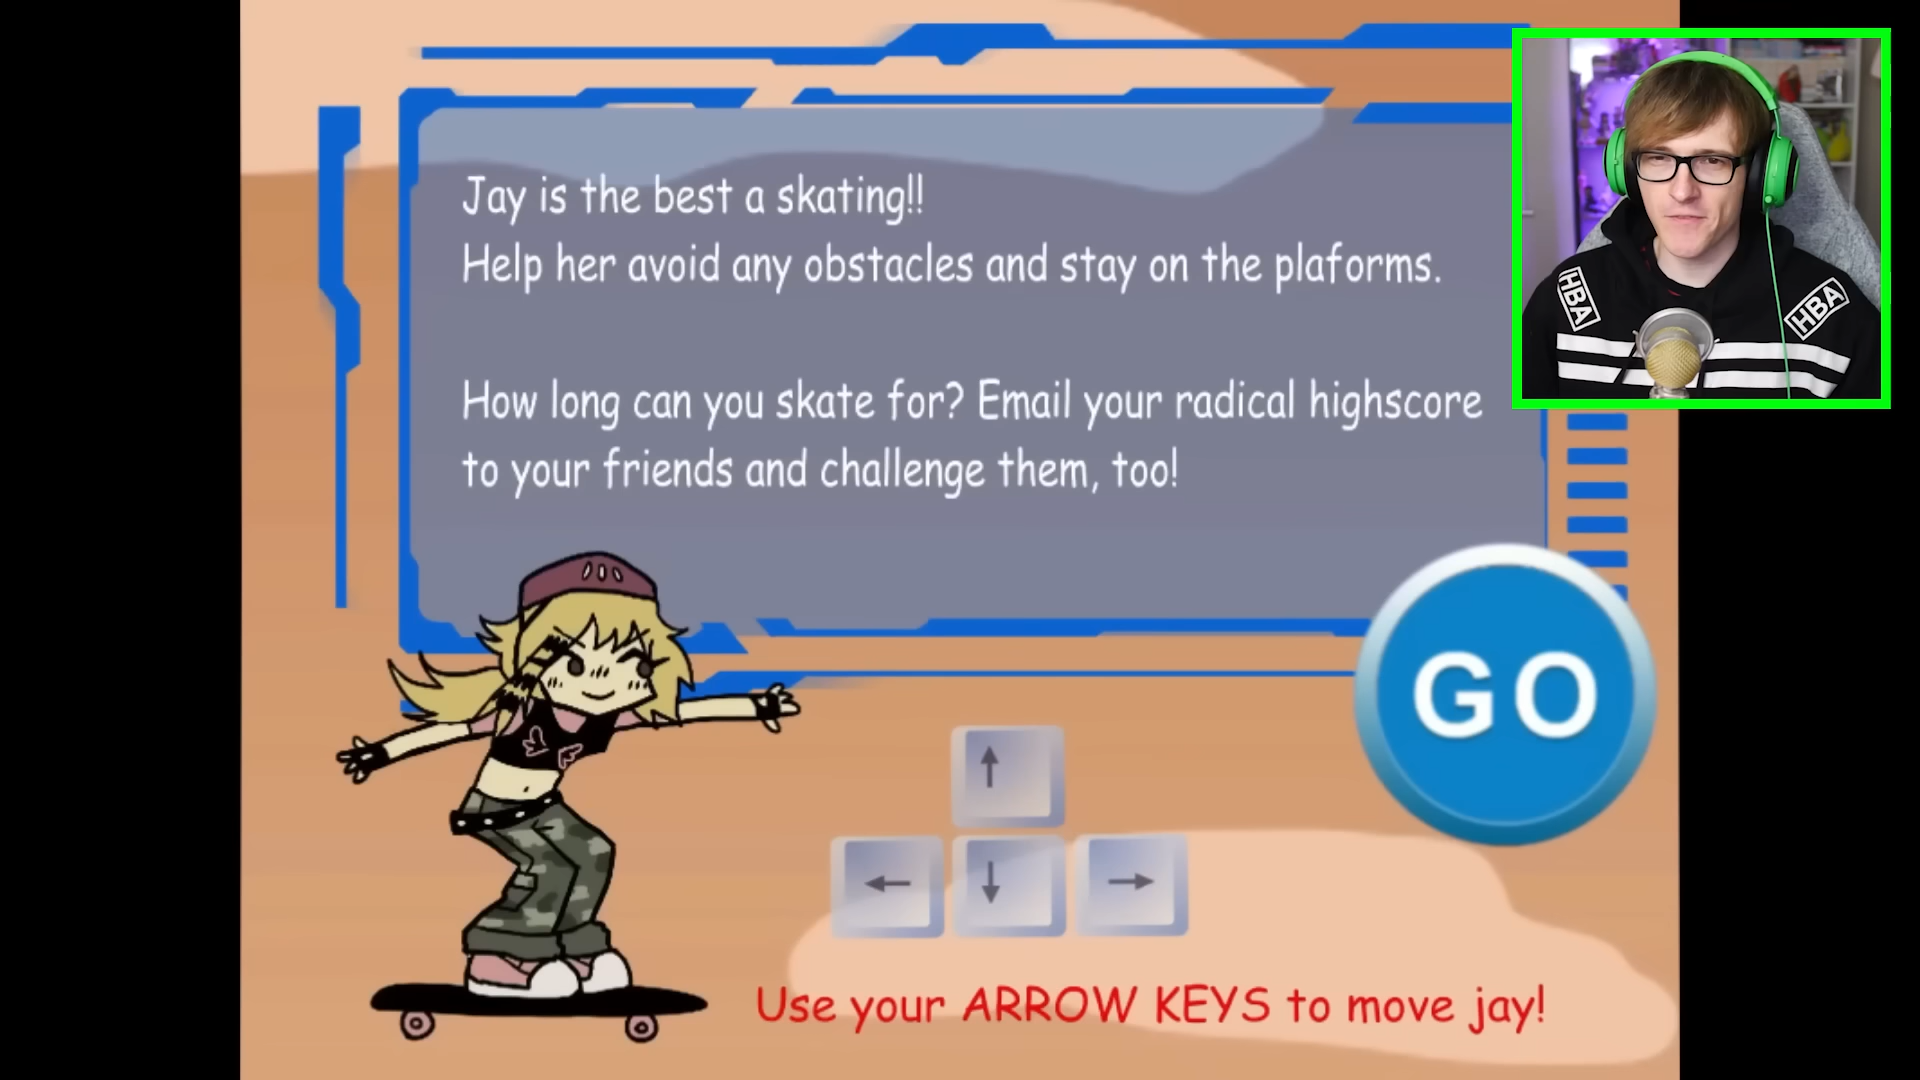 Jay is the best a skating!!
Help her avoid any obstacles and stay on the plaforms.
How long can you skate for? Email your radical highscore
to your friends and challenge them, too!
GO
Use your ARROW KEYS to move jay!
HBA
HBA